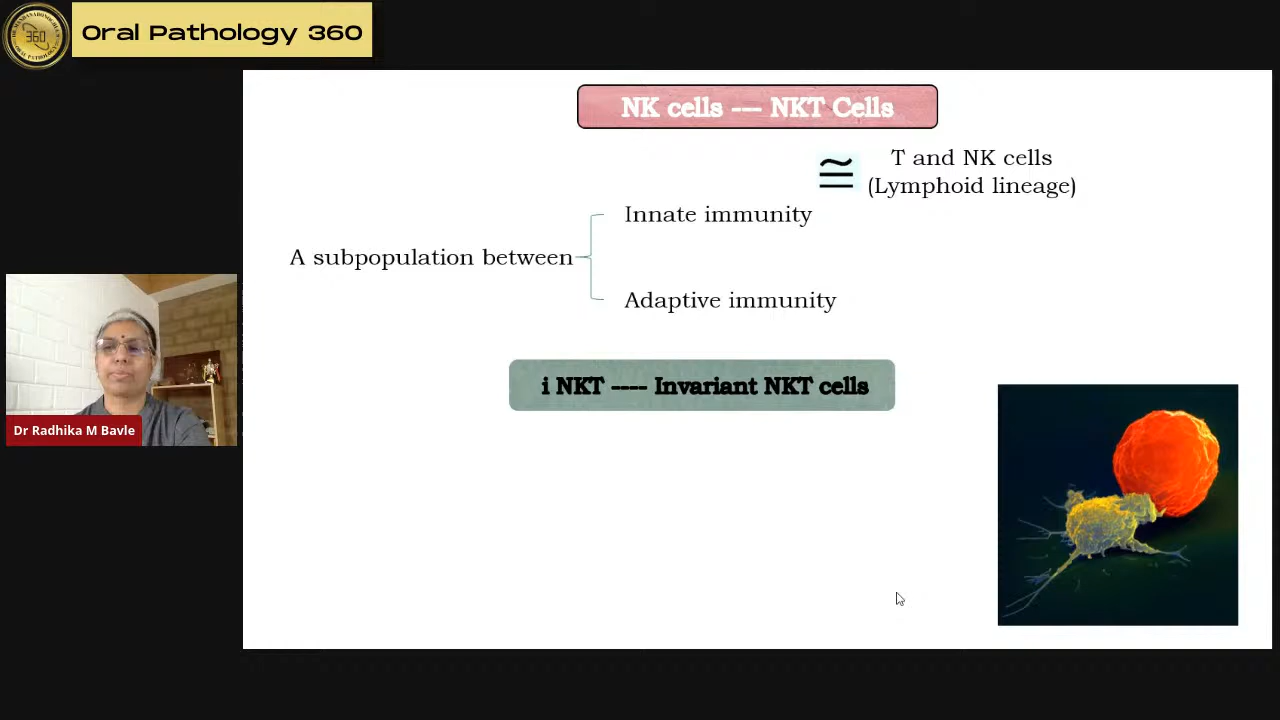 360
Oral Pathology 360
NK cells --- NKT Cells
≅
T and NK cells
(Lymphoid lineage)
Innate immunity
A subpopulation between
Adaptive immunity
i NKT ---- Invariant NKT cells
Dr Radhika M Bavle